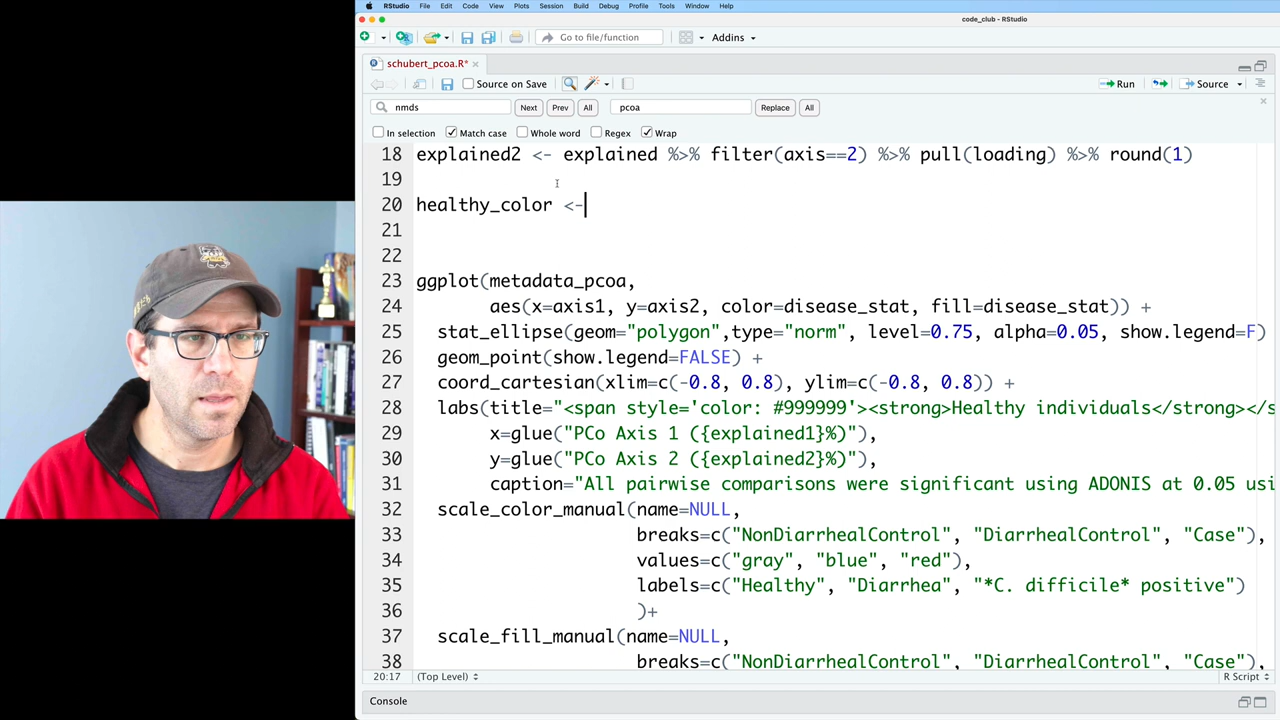 RStudio File Edit Code View Plots Session Build Debug Profile Tools Window Help
code_club - RStudio
Go to file/function Addins
schubert_pcoa.R*
Source on Save Run Source
nmds Next Prev All pcoa Replace All
In selection Match case Whole word Regex Wrap
18 explained2 <- explained %>% filter(axis==2) %>% pull(loading) %>% round(1)
19
20 healthy_color <-
21
22
23 ggplot(metadata_pcoa,
24 aes(x=axis1, y=axis2, color=disease_stat, fill=disease_stat)) +
25 stat_ellipse(geom="polygon",type="norm", level=0.75, alpha=0.05, show.legend=F)
26 geom_point(show.legend=FALSE) +
27 coord_cartesian(xlim=c(-0.8, 0.8), ylim=c(-0.8, 0.8)) +
28 labs(title="<span style='color: #999999'><strong>Healthy individuals</strong></s
29 x=glue("PCo Axis 1 ({explained1}%)"),
30 y=glue("PCo Axis 2 ({explained2}%)"),
31 caption="All pairwise comparisons were significant using ADONIS at 0.05 usi
32 scale_color_manual(name=NULL,
33 breaks=c("NonDiarrhealControl", "DiarrhealControl", "Case"),
34 values=c("gray", "blue", "red"),
35 labels=c("Healthy", "Diarrhea", "*C. difficile* positive")
36 )+
37 scale_fill_manual(name=NULL,
38 breaks=c("NonDiarrhealControl", "DiarrhealControl", "Case"),
20:17 (Top Level) R Script
Console